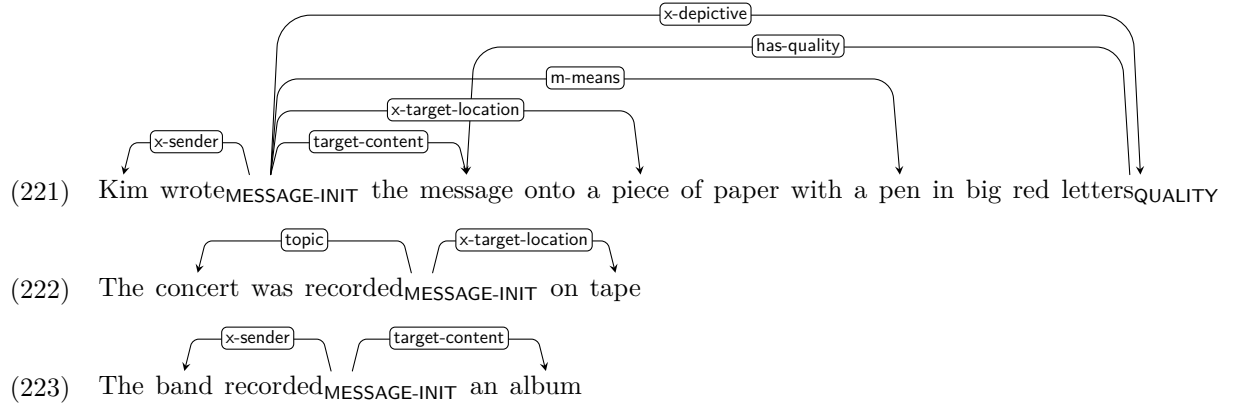 x-depictive
has-quality
m-means
x-target-location
x-sender target-content
(221) Kim wroteMESSAGE-INIT the message onto a piece of paper with a pen in big red lettersQUALITY
topic x-target-location
(222) The concert was recordedMESSAGE-INIT on tape
x-sender target-content
(223) The band recordedMESSAGE-INIT an album